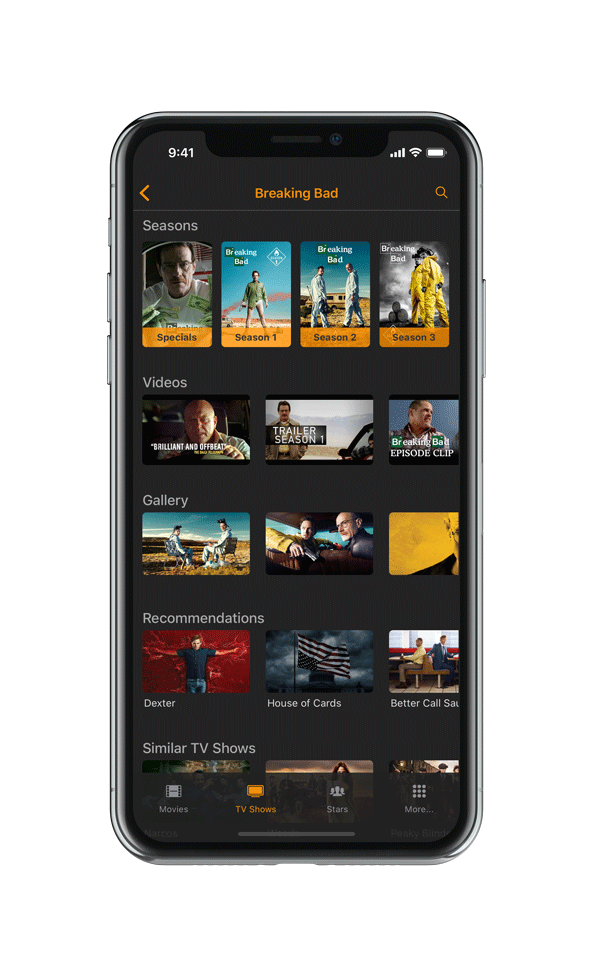 9:41
Breaking Bad
Seasons
Breaking
Bad
Breaking
Bad
Breaking
Bad
Specials
Season 1
Season 2
Season 3
Videos
"BRILLIANT AND OFFBEAT"
TRAILER
SEASON 1
Breaking Bad
EPISODE CLIP
Gallery
Recommendations
Dexter
House of Cards
Better Call Sau
Similar TV Shows
Movies
TV Shows
Stars
More...
Narcos
Peaky Blind